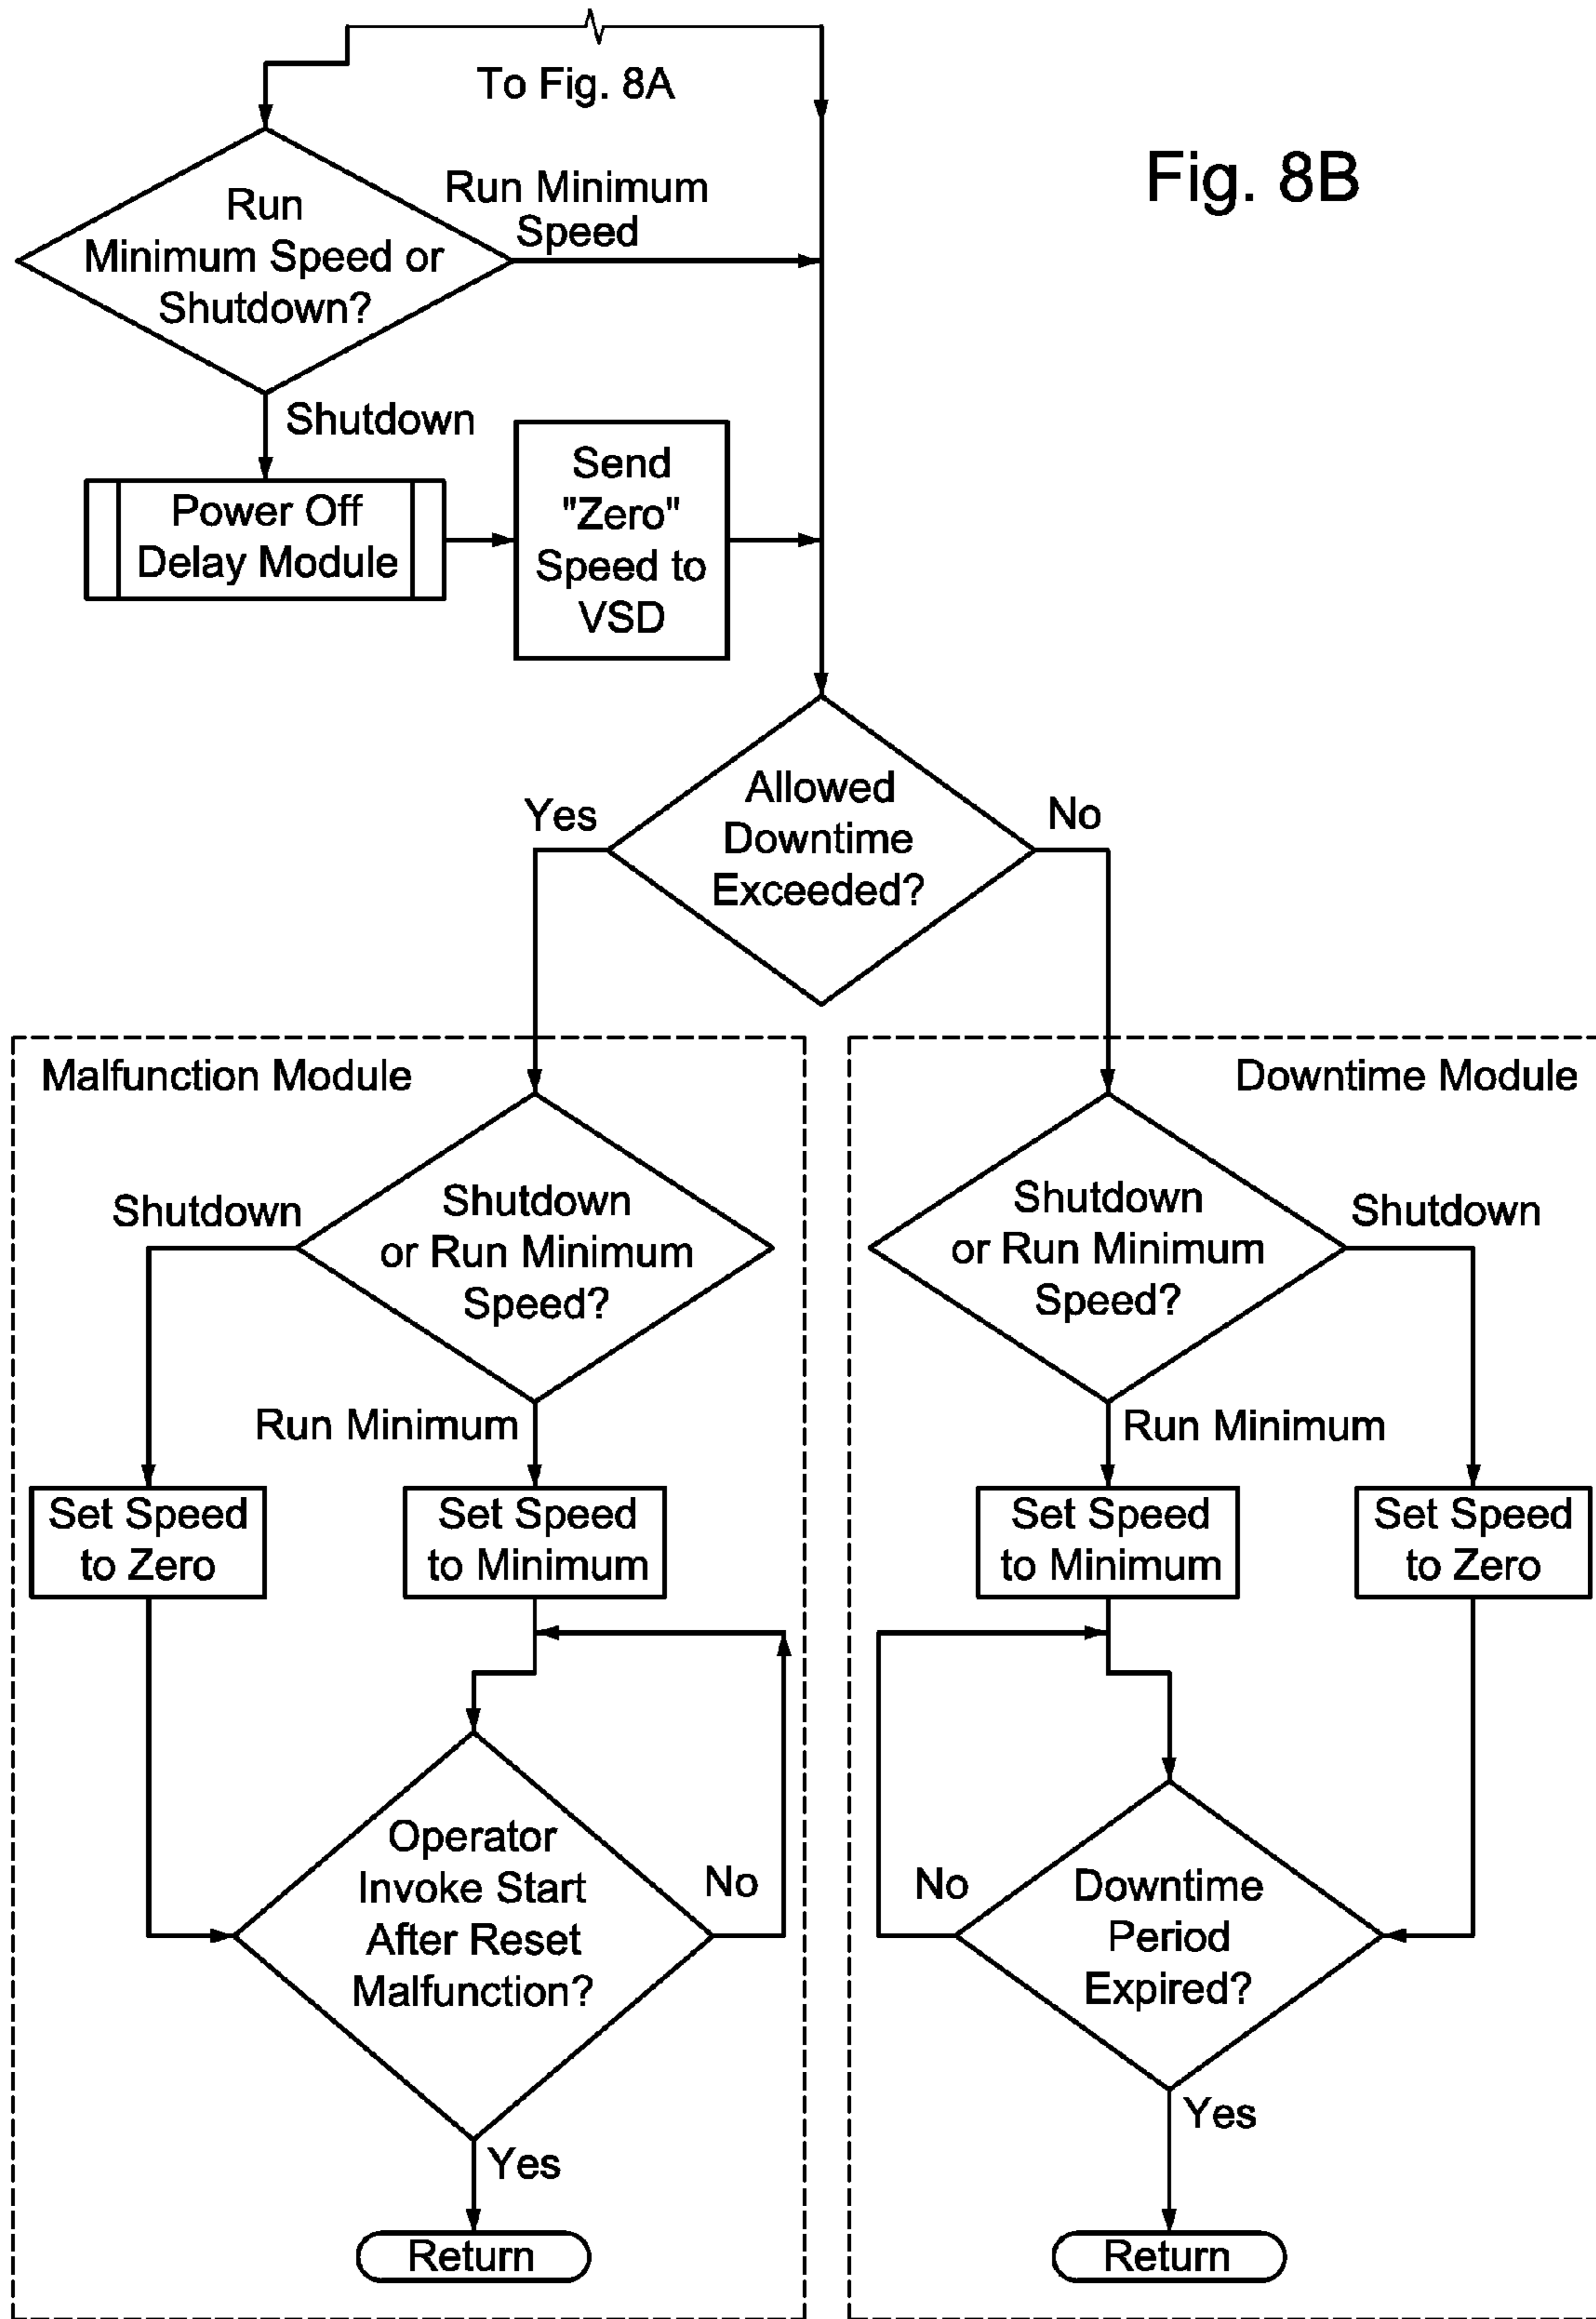 To Fig. 8A
Fig. 8B
Run
Minimum Speed or
Shutdown?
Run Minimum
Speed
Shutdown
Power Off
Delay Module
Send
"Zero"
Speed to
VSD
Allowed
Downtime
Exceeded?
Yes
No
Malfunction Module
Shutdown
or Run Minimum
Speed?
Shutdown
Run Minimum
Set Speed
to Zero
Set Speed
to Minimum
Operator
Invoke Start
After Reset
Malfunction?
No
Yes
Return
Downtime Module
Shutdown
or Run Minimum
Speed?
Shutdown
Run Minimum
Set Speed
to Minimum
Set Speed
to Zero
Downtime
Period
Expired?
No
Yes
Return